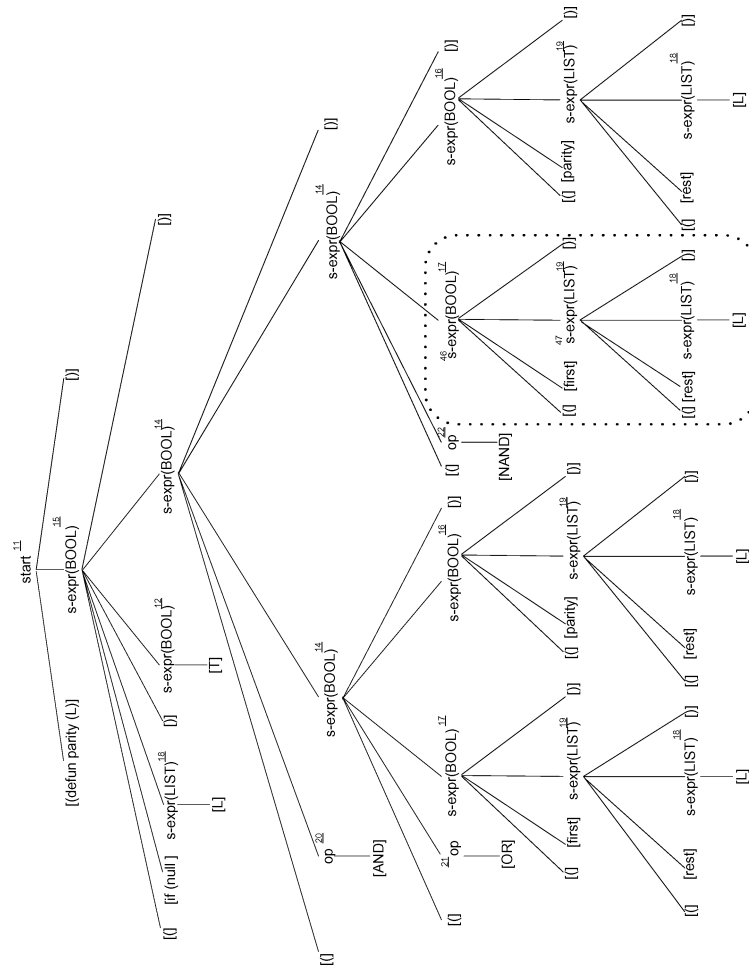 start 11
[(defun parity (L)] s-expr(BOOL) 15 [)]
[(] [if (null ] s-expr(LIST) 18 [)] s-expr(BOOL) 12 s-expr(BOOL) 14 [)]
[L] [T]
[(] op 20 s-expr(BOOL) 14 s-expr(BOOL) 14 [)]
[AND]
[(] 21 op s-expr(BOOL) 17 s-expr(BOOL) 16 [)] [(] op 22 46 s-expr(BOOL) 17 s-expr(BOOL) 16 [)]
[OR] [NAND]
[(] [first] s-expr(LIST) 19 [)] [(] [parity] s-expr(LIST) 19 [)] [(] [first] 47 s-expr(LIST) 19 [)] [(] [parity] s-expr(LIST) 19 [)]
[(] [rest] s-expr(LIST) 18 [)] [(] [rest] s-expr(LIST) 18 [)] [(] [rest] s-expr(LIST) 18 [)] [(] [rest] s-expr(LIST) 18 [)]
[L] [L] [L] [L]